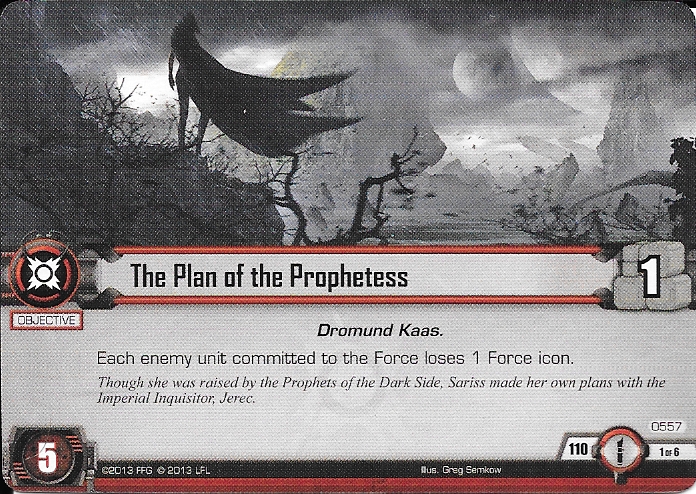 The Plan of the Prophetess
1
OBJECTIVE
Dromund Kaas.
Each enemy unit committed to the Force loses 1 Force icon.
Though she was raised by the Prophets of the Dark Side, Sariss made her own plans with the
Imperial Inquisitor, Jerec.
0557
5
110
1 OF 6
©2013 FFG © 2013 LFL
Illus. Greg Semkow